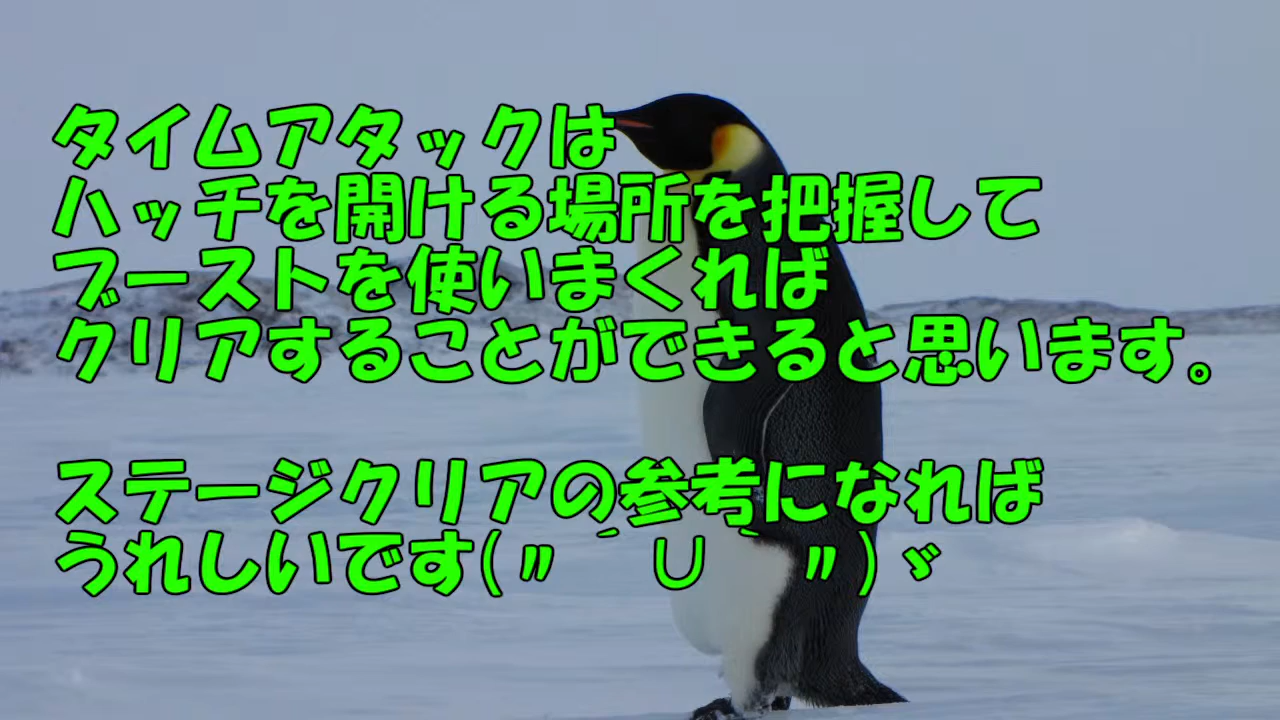 タイムアタックは
ハッチを開ける場所を把握して
ブーストを使いまくれば
クリアすることができると思います。
ステージクリアの参考になれば
うれしいです(〃´∪｀〃)ゞ